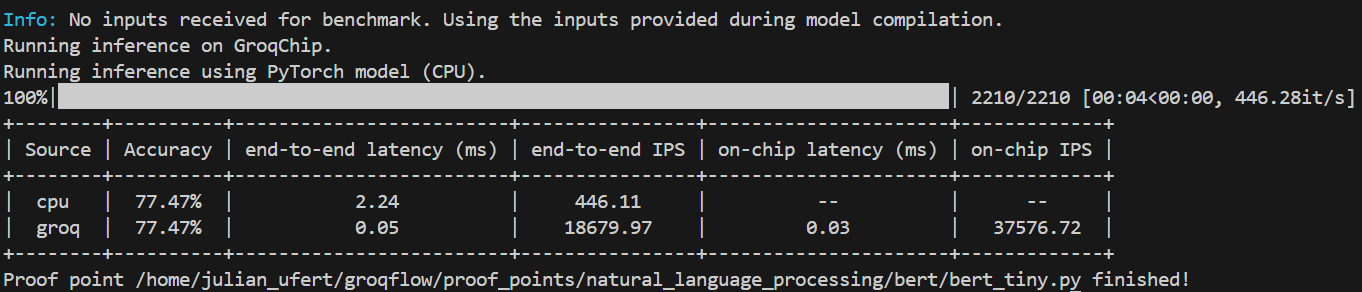 Info: No inputs received for benchmark. Using the inputs provided during model compilation.
Running inference on GroqChip.
Running inference using PyTorch model (CPU).
100%|██████████| 2210/2210 [00:04<00:00, 446.28it/s]
+--------+----------+------------------------+---------------+----------------------+-------------+
| Source | Accuracy | end-to-end latency (ms) | end-to-end IPS | on-chip latency (ms) | on-chip IPS |
+--------+----------+------------------------+---------------+----------------------+-------------+
| cpu | 77.47% | 2.24 | 446.11 | -- | -- |
| groq | 77.47% | 0.05 | 18679.97 | 0.03 | 37576.72 |
+--------+----------+------------------------+---------------+----------------------+-------------+
Proof point /home/julian_ufert/groqflow/proof_points/natural_language_processing/bert/bert_tiny.py finished!